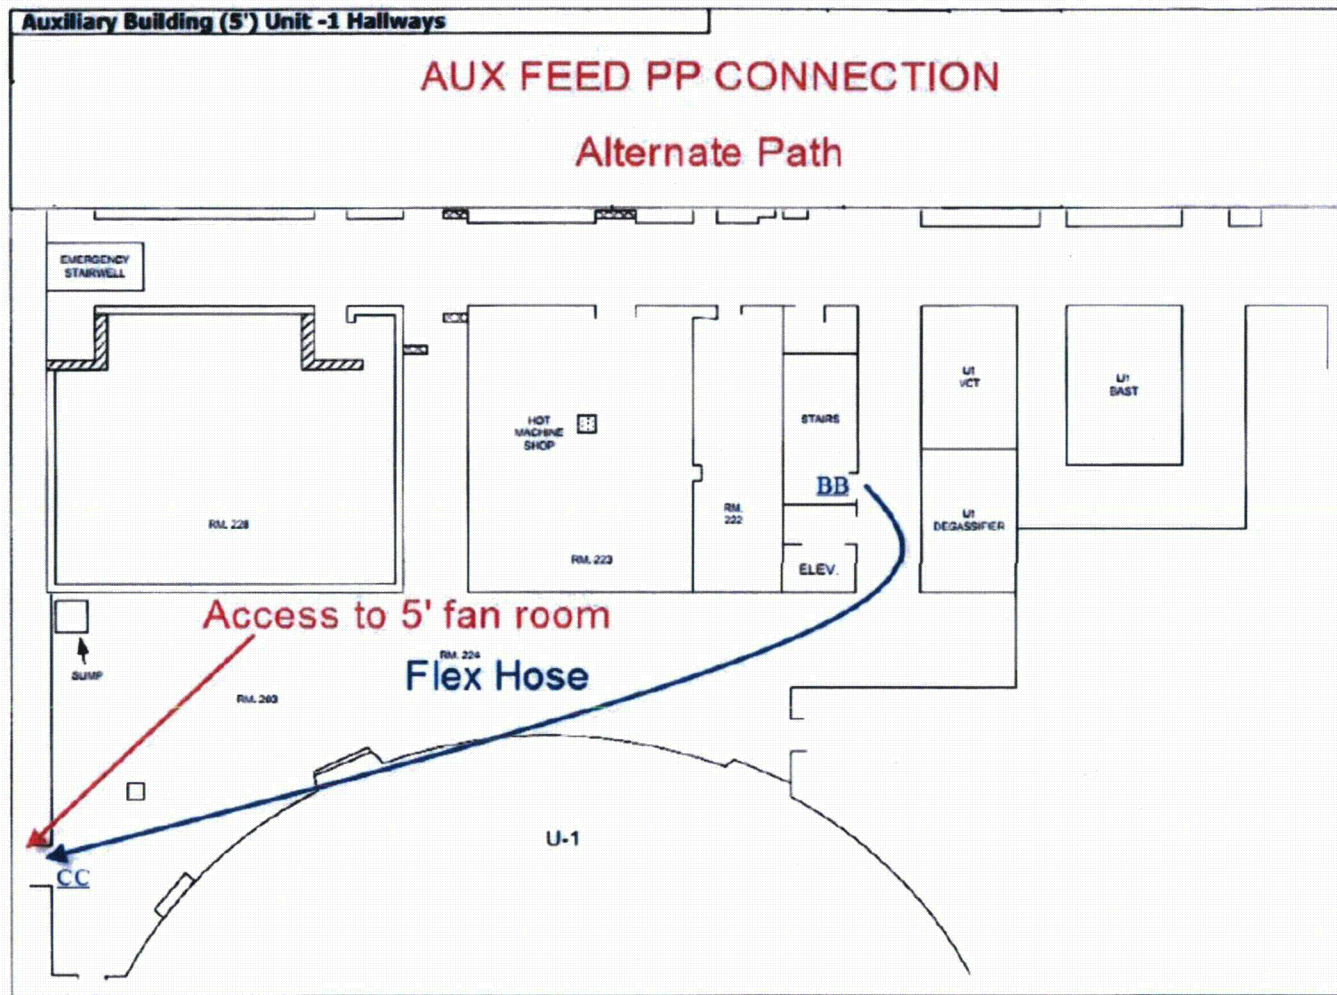 Auxiliary Building (5') Unit -1 Hallways
AUX FEED PP CONNECTION
Alternate Path
EMERGENCY
STAIRWELL
HOT
MACHINE
SHOP
STAIRS
U1
VCT
U1
BAST
BB
RM. 228
RM. 223
RM.
222
U1
DEGASSIFIER
ELEV.
Access to 5' fan room
RM. 224
Flex Hose
SUMP
RM. 203
U-1
CC